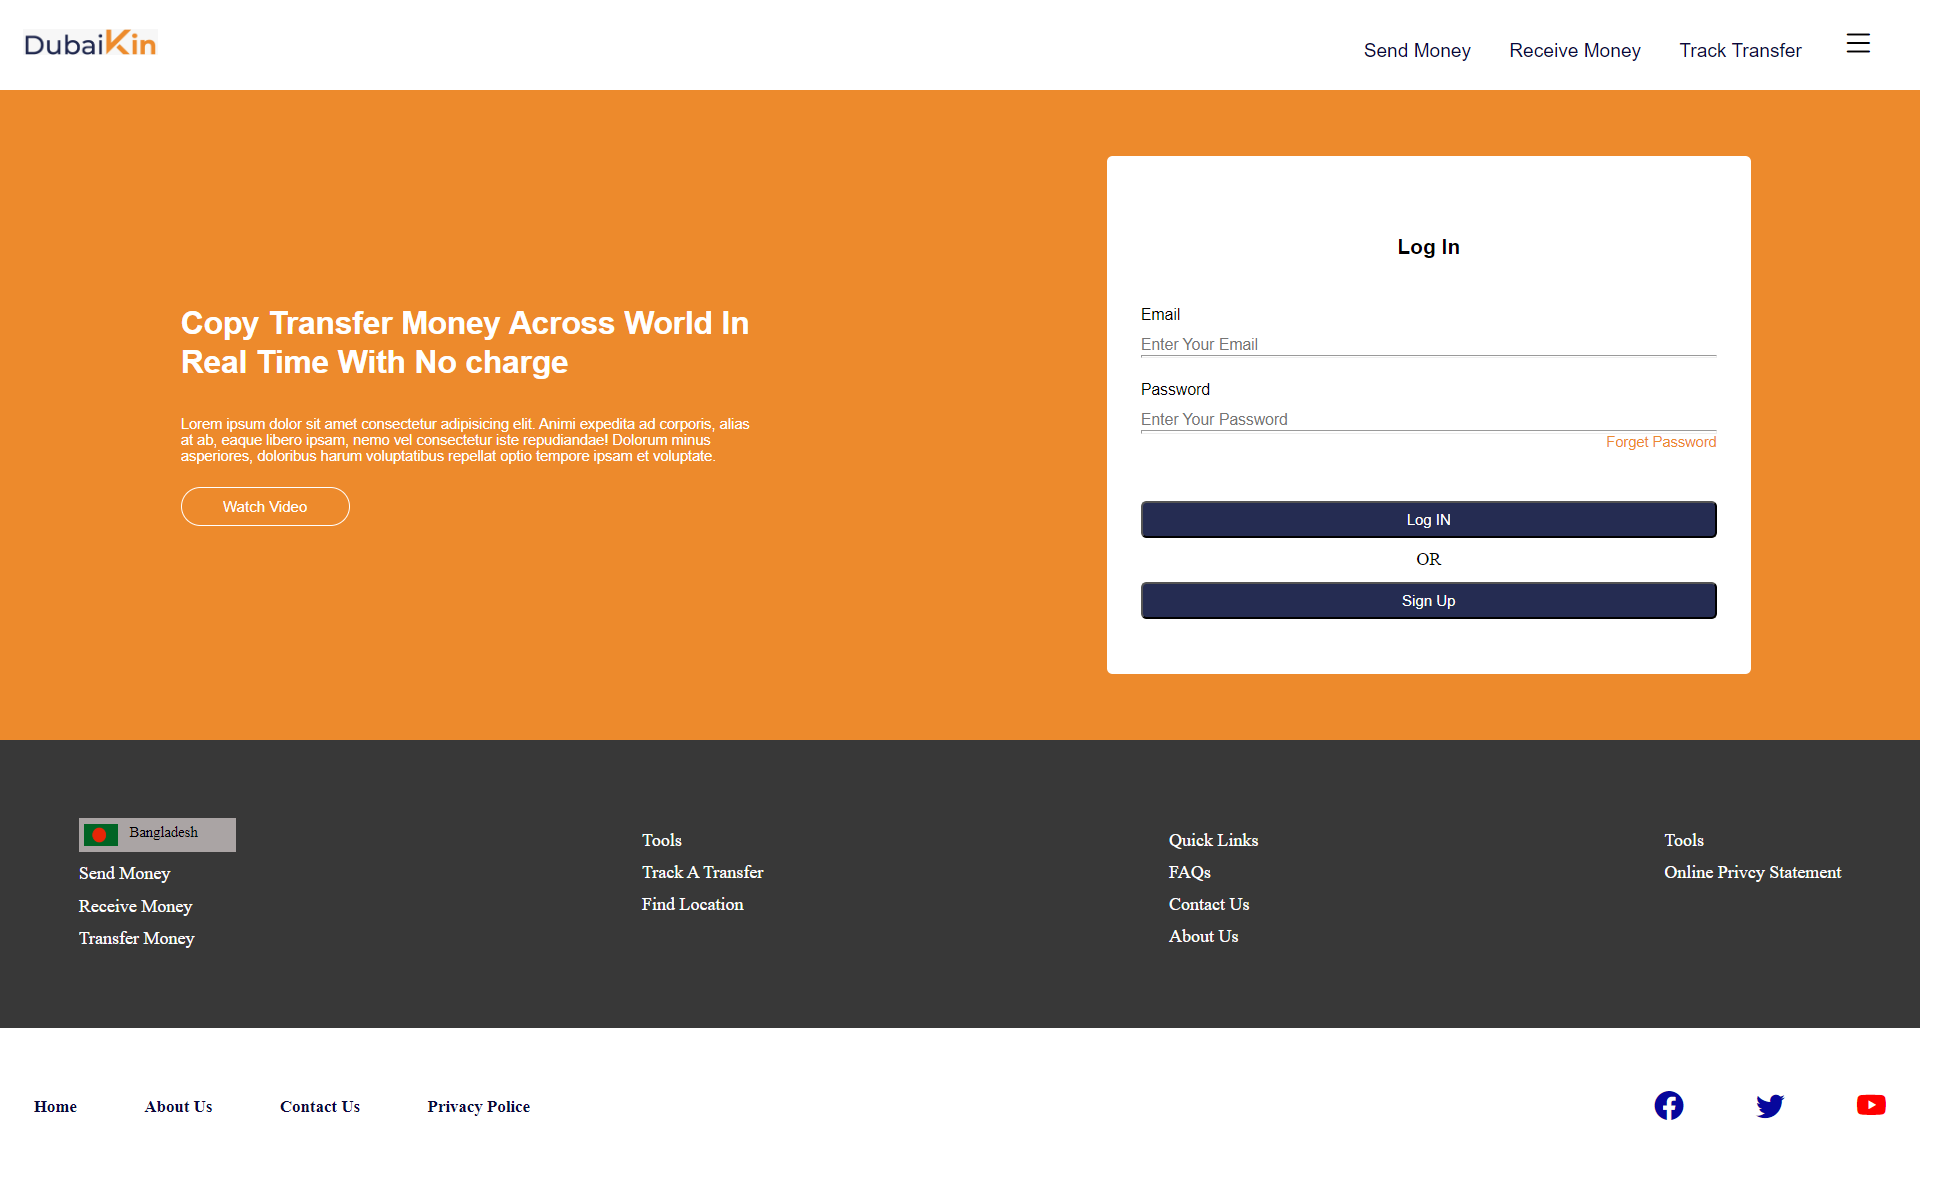 DubaiKin
Send Money
Receive Money
Track Transfer
Copy Transfer Money Across World In
Real Time With No charge
Lorem ipsum dolor sit amet consectetur adipisicing elit. Animi expedita ad corporis, alias
at ab, eaque libero ipsam, nemo vel consectetur iste repudiandae! Dolorum minus
asperiores, doloribus harum voluptatibus repellat optio tempore ipsam et voluptate.
Watch Video
Log In
Email
Enter Your Email
Password
Enter Your Password
Forget Password
Log IN
OR
Sign Up
Bangladesh
Send Money
Receive Money
Transfer Money
Tools
Track A Transfer
Find Location
Quick Links
FAQs
Contact Us
About Us
Tools
Online Privcy Statement
Home
About Us
Contact Us
Privacy Police